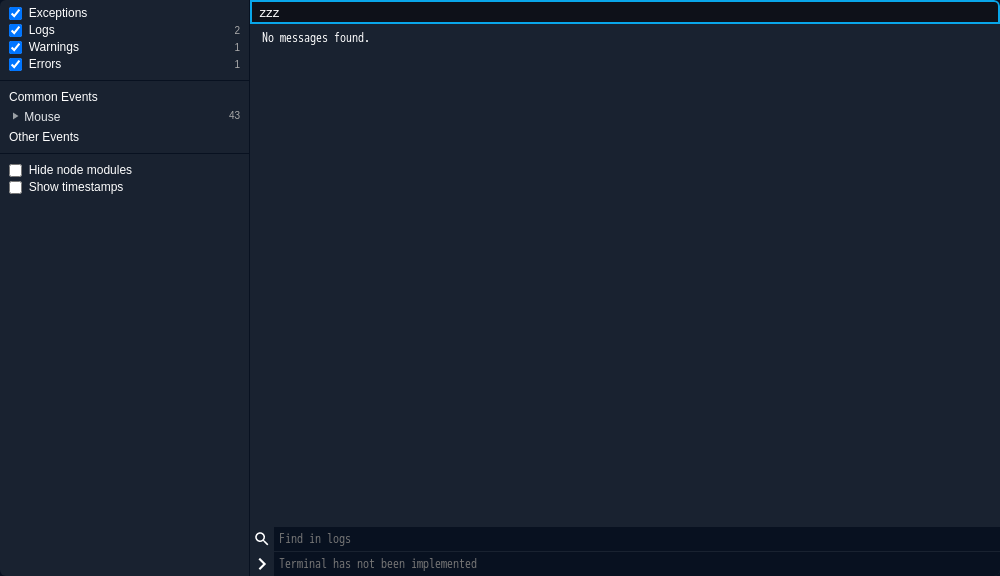 Exceptions
Logs 2
Warnings 1
Errors 1
Common Events
Mouse 43
Other Events
Hide node modules
Show timestamps
zzz
No messages found.
Find in logs
Terminal has not been implemented